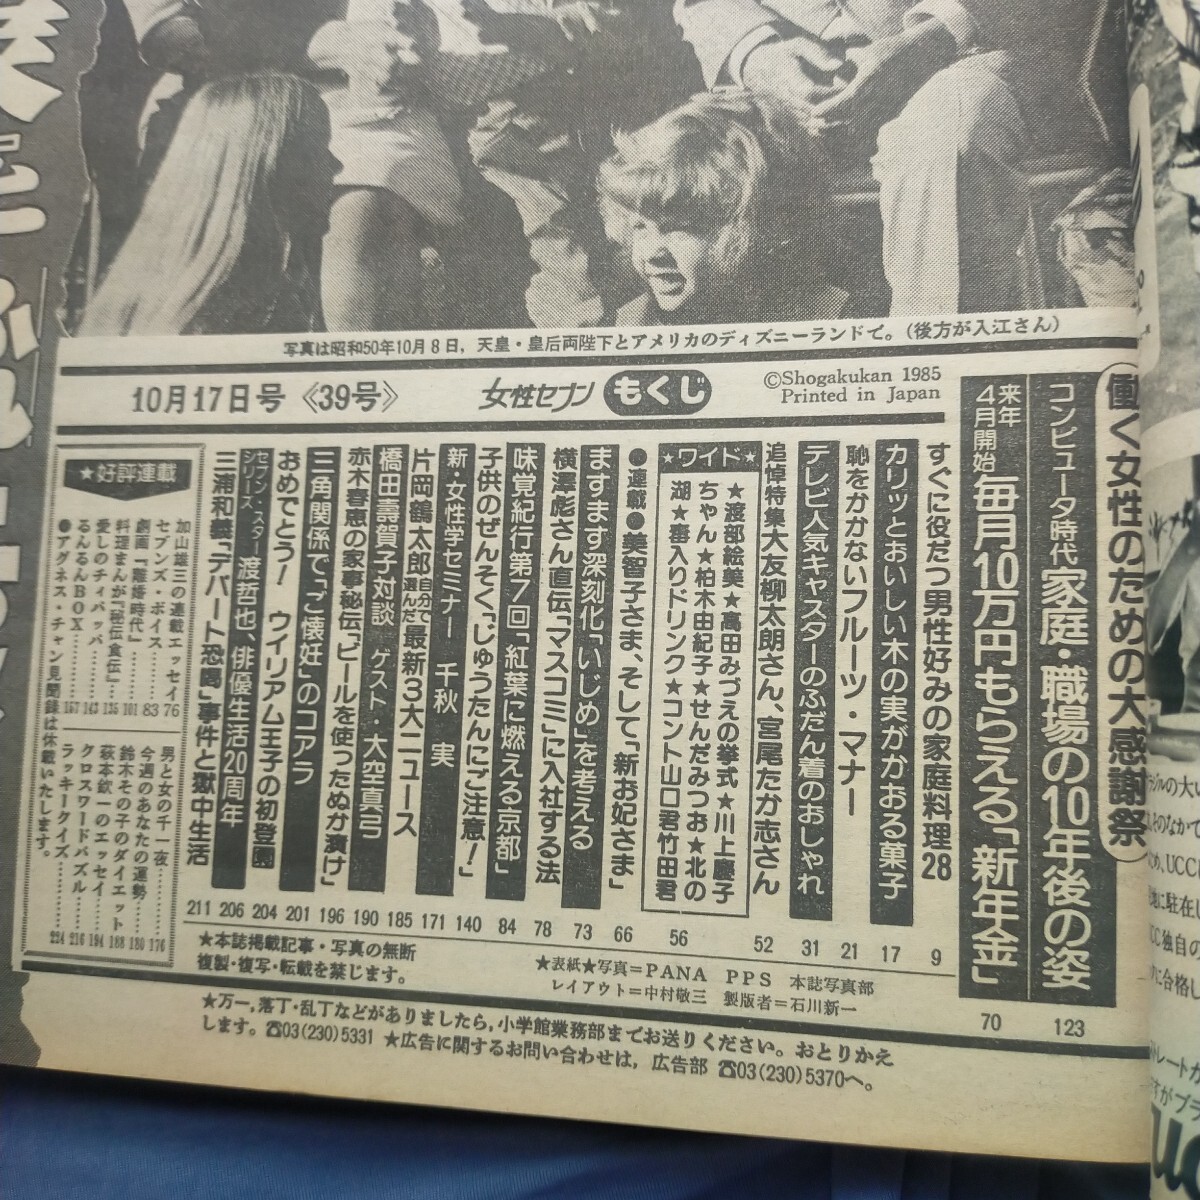 写真は昭和50年10月8日，天皇・皇后両陛下とアメリカのディズニーランドで。（後方が入江さん）
10月17日号《39号》
女性セブン
もくじ
©Shogakukan 1985
Printed in Japan
働く女性のための大感謝祭
コンピュータ時代 家庭・職場の10年後の姿 123
来年4月開始 毎月10万円もらえる「新年金」 70
すぐに役だつ男性好みの家庭料理28 9
カリッとおいしい木の実がかおる菓子 17
恥をかかないフルーツ・マナー 21
テレビ人気キャスターのふだん着のおしゃれ 31
追悼特集大友柳太朗さん、宮尾たか志さん 52
★ワイド★
★渡部絵美★高田みづえの挙式★川上慶子
ちゃん★柏木由紀子★せんだみつお★北の
湖★番入りドリンク★コント山口君竹田君
56
●連載●美智子さま、そして「新お妃さま」 66
ますます深刻化「いじめ」を考える 73
横澤彪さん直伝「マスコミ」に入社する法 78
味覚紀行第7回「紅葉に燃える京都」 84
子供のぜんそく「じゅうたんにご注意！」 140
新・女性学セミナー 千秋 実 171
片岡鶴太郎 自分で選んだ 最新3大ニュース 185
橋田壽賀子対談 ゲスト・大空真弓 190
赤木春恵の家事秘伝「ビールを使ったぬか漬け」 196
三角関係で「ご懐妊」のコアラ 201
おめでとう！ ウイリアム王子の初登園 204
セブン・スターシリーズ 渡哲也、俳優生活20周年 206
三浦和義「デパート恐喝」事件と獄中生活 211
★好評連載
加山雄三の連載エッセイ 76
セブンズ・ボイス……83
劇画「離婚時代」……101
料理まんが「秘伝食伝」……135
愛しのティパッパ……143
るんるんBOX……157
●アグネス・チャン見聞録は休載いたします。
男と女の千一夜……176
今週のあなたの運勢……180
鈴木その子のダイエット 188
萩本欽一のエッセイ……194
クロスワードパズル……216
ラッキークイズ……224
★本誌掲載記事・写真の無断
複製・複写・転載を禁じます。
★表紙★写真＝PANA PPS 本誌写真部
レイアウト＝中村敬三 製版者＝石川新一
★万一，落丁・乱丁などがありましたら，小学館業務部までお送りください。おとりかえ
します。☎03(230)5331 ★広告に関するお問い合わせは，広告部 ☎03(230)5370へ。